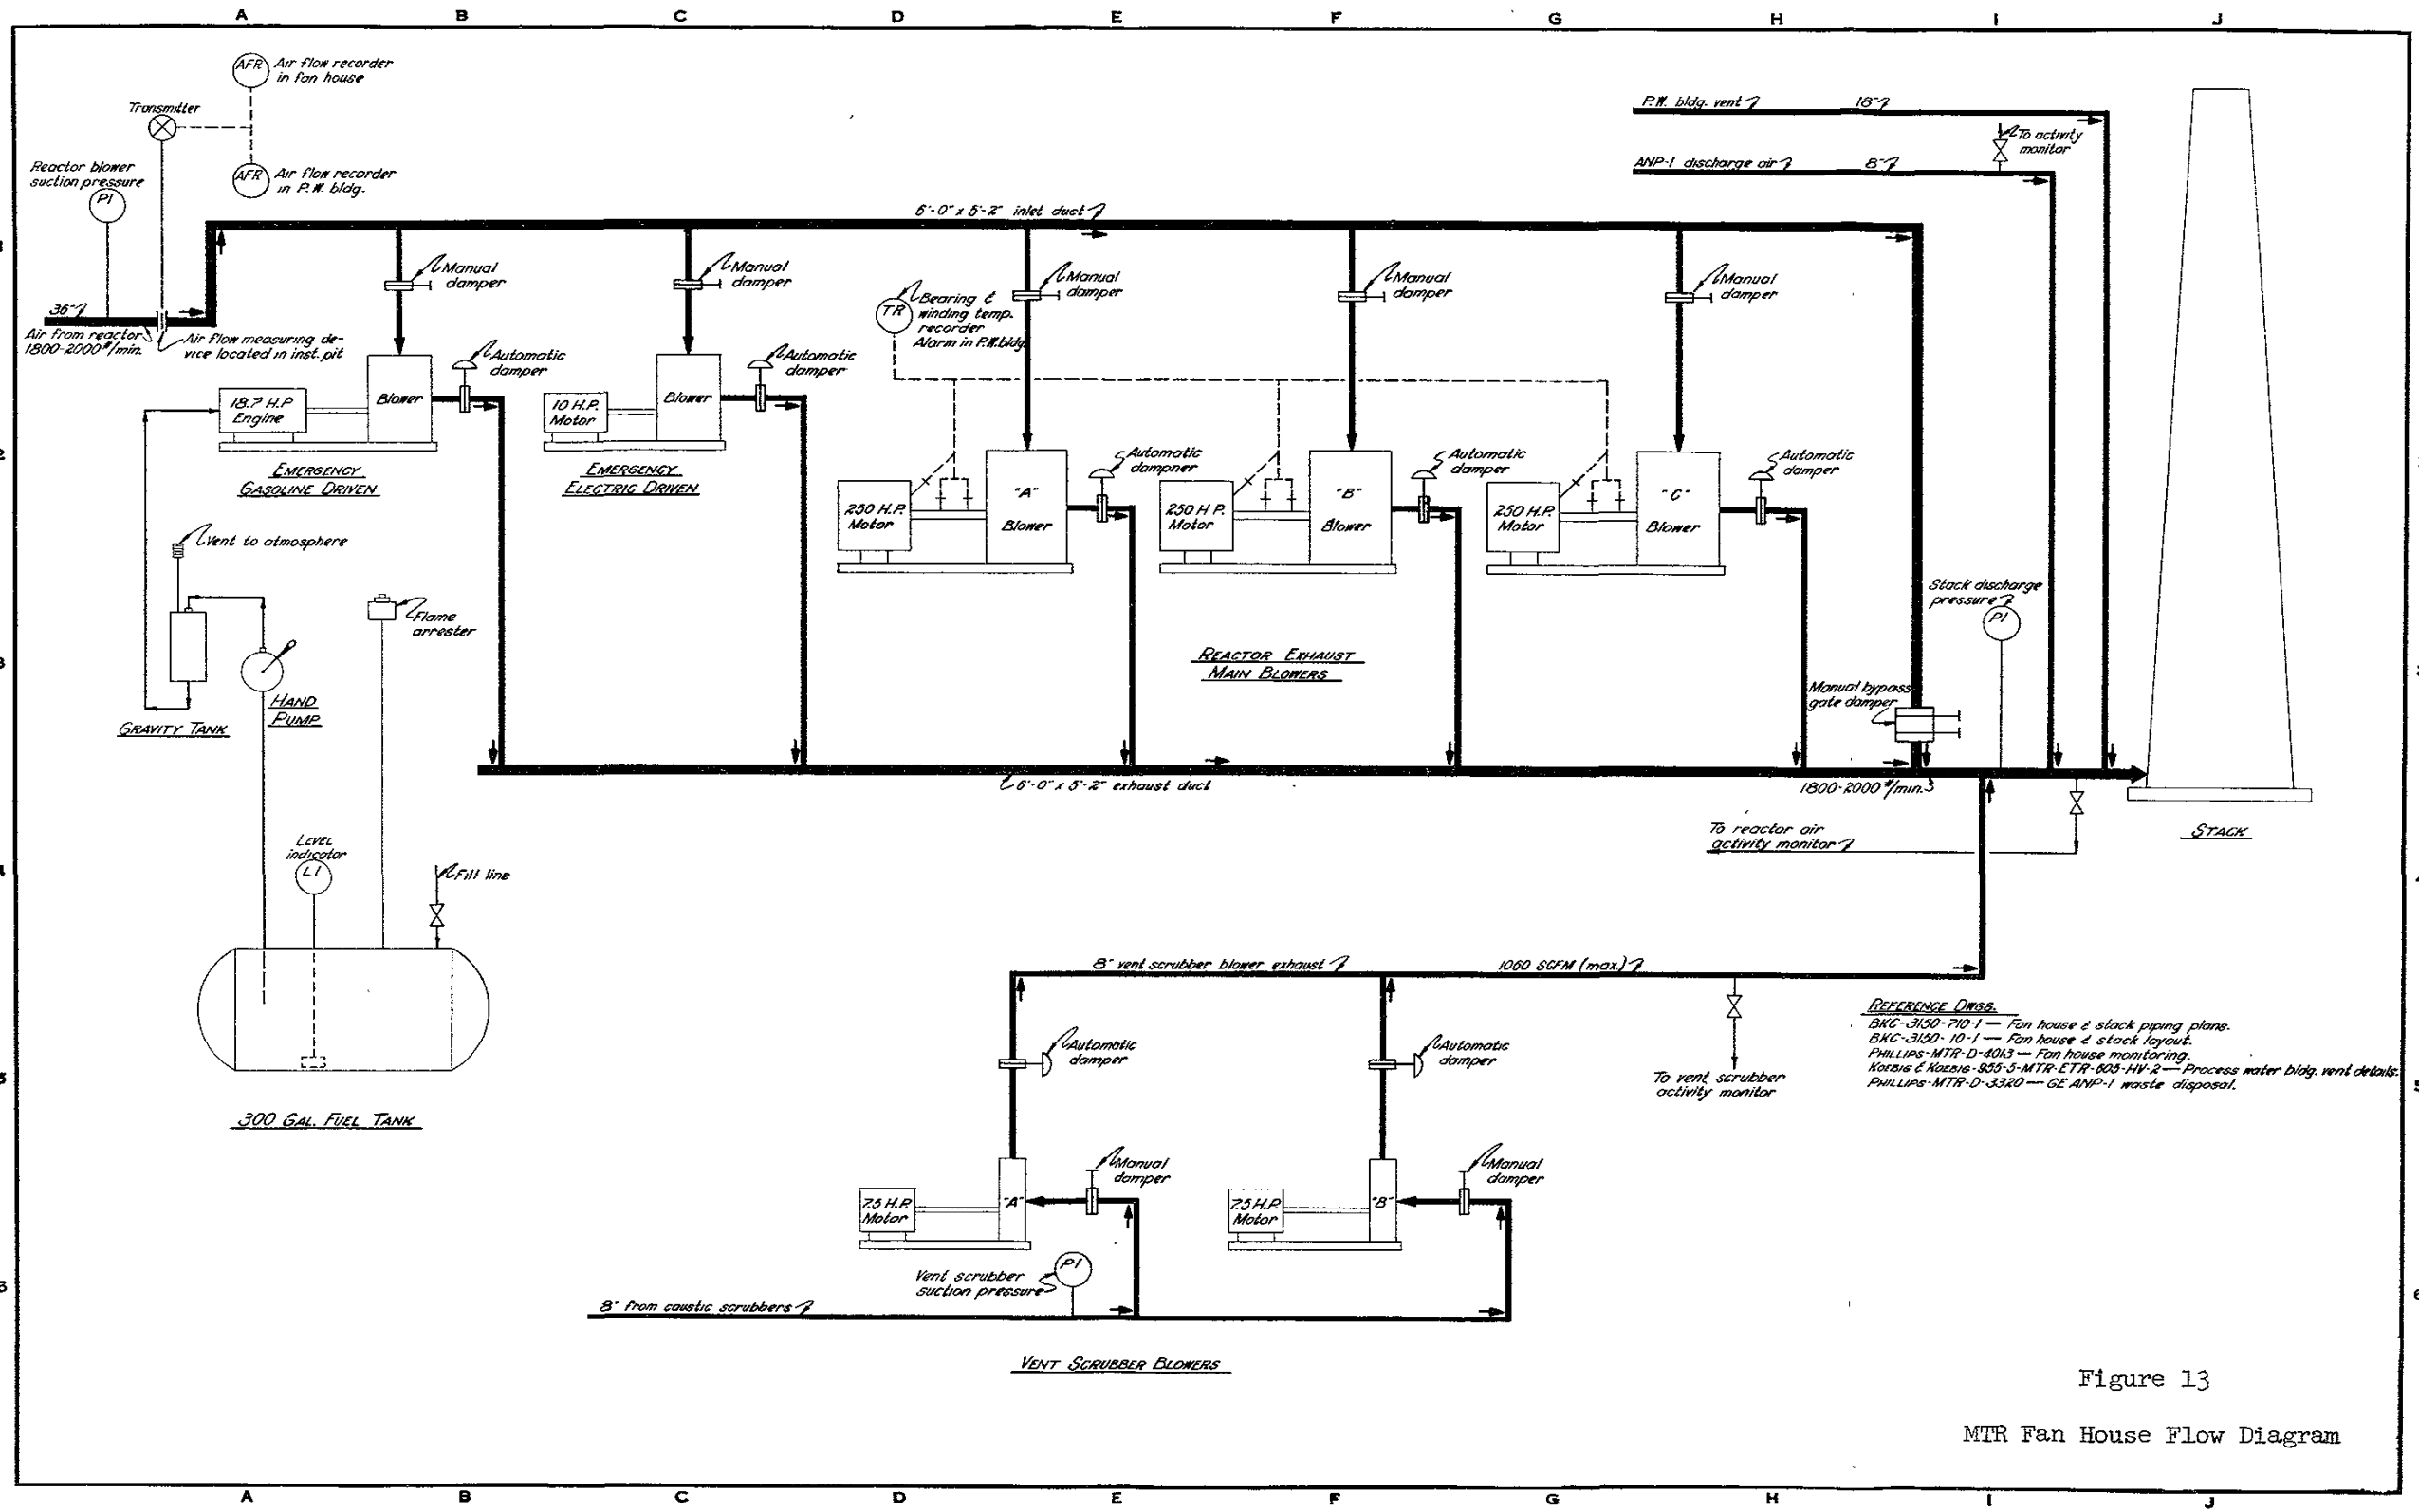 A B C D E F G H I J
AFR
Air flow recorder
in fan house
Transmitter
AFR
Air flow recorder
in P.W. bldg.
Reactor blower
suction pressure
PI
36"
Air from reactor
1800-2000#/min.
Air flow measuring de-
vice located in inst. pit
6'-0" x 5'-2" inlet duct
P.W. bldg. vent
18"
To activity
monitor
ANP-1 discharge air
8"
Manual
damper
Manual
damper
Manual
damper
Manual
damper
Manual
damper
TR
Bearing &
winding temp.
recorder
Alarm in P.W. bldg.
Automatic
damper
Automatic
damper
18.7 H.P
Engine
Blower
EMERGENCY
GASOLINE DRIVEN
10 H.P.
Motor
Blower
EMERGENCY
ELECTRIC DRIVEN
250 H.P.
Motor
"A"
Blower
Automatic
dampner
250 H.P.
Motor
"B"
Blower
Automatic
damper
250 H.P.
Motor
"C"
Blower
Automatic
damper
REACTOR EXHAUST
MAIN BLOWERS
Vent to atmosphere
GRAVITY TANK
HAND
PUMP
Flame
arrester
Stack discharge
pressure
PI
Manual bypass
gate damper
6'-0" x 5'-2" exhaust duct
1800-2000#/min.
To reactor air
activity monitor
STACK
LEVEL
indicator
LI
Fill line
300 GAL. FUEL TANK
8" vent scrubber blower exhaust
1060 SCFM (max.)
Automatic
damper
Automatic
damper
To vent scrubber
activity monitor
REFERENCE DWGS.
BKC-3150-710-1 — Fan house & stack piping plans.
BKC-3150-10-1 — Fan house & stack layout.
PHILLIPS-MTR-D-4013 — Fan house monitoring.
KOEBIG & KOEBIG-955-5-MTR-ETR-605-HV-2 — Process water bldg. vent details.
PHILLIPS-MTR-D-3320 — GE ANP-1 waste disposal.
7.5 H.P.
Motor
"A"
Manual
damper
7.5 H.P.
Motor
"B"
Manual
damper
Vent scrubber
suction pressure
PI
8" from caustic scrubbers
VENT SCRUBBER BLOWERS
Figure 13
MTR Fan House Flow Diagram
A B C D E F G H I J